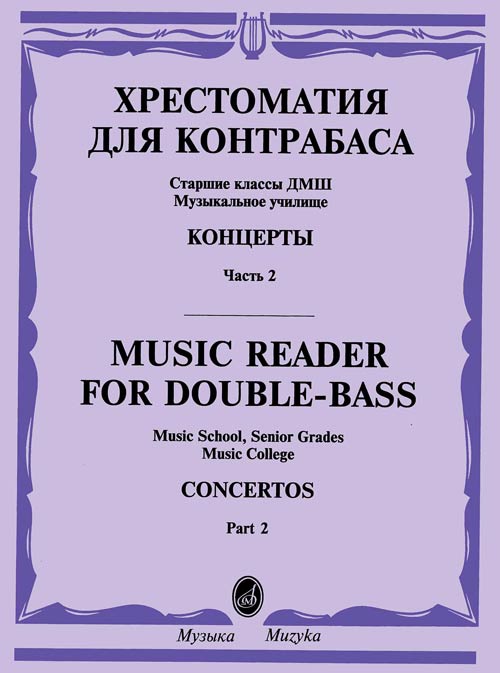 ХРЕСТОМАТИЯ
ДЛЯ КОНТРАБАСА
Старшие классы ДМШ
Музыкальное училище
КОНЦЕРТЫ
Часть 2
MUSIC READER
FOR DOUBLE-BASS
Music School, Senior Grades
Music College
CONCERTOS
Part 2
Музыка Muzyka